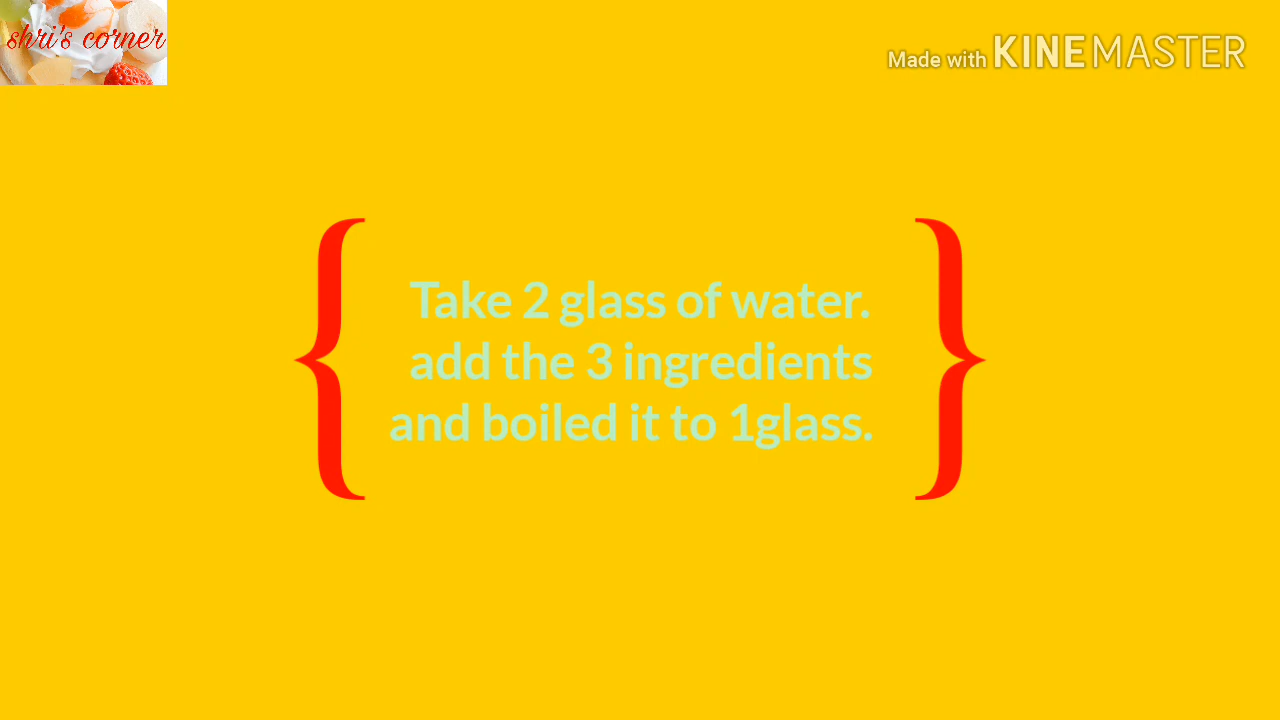 shri's corner
Made with KINEMASTER
Take 2 glass of water.
add the 3 ingredients
and boiled it to 1glass.